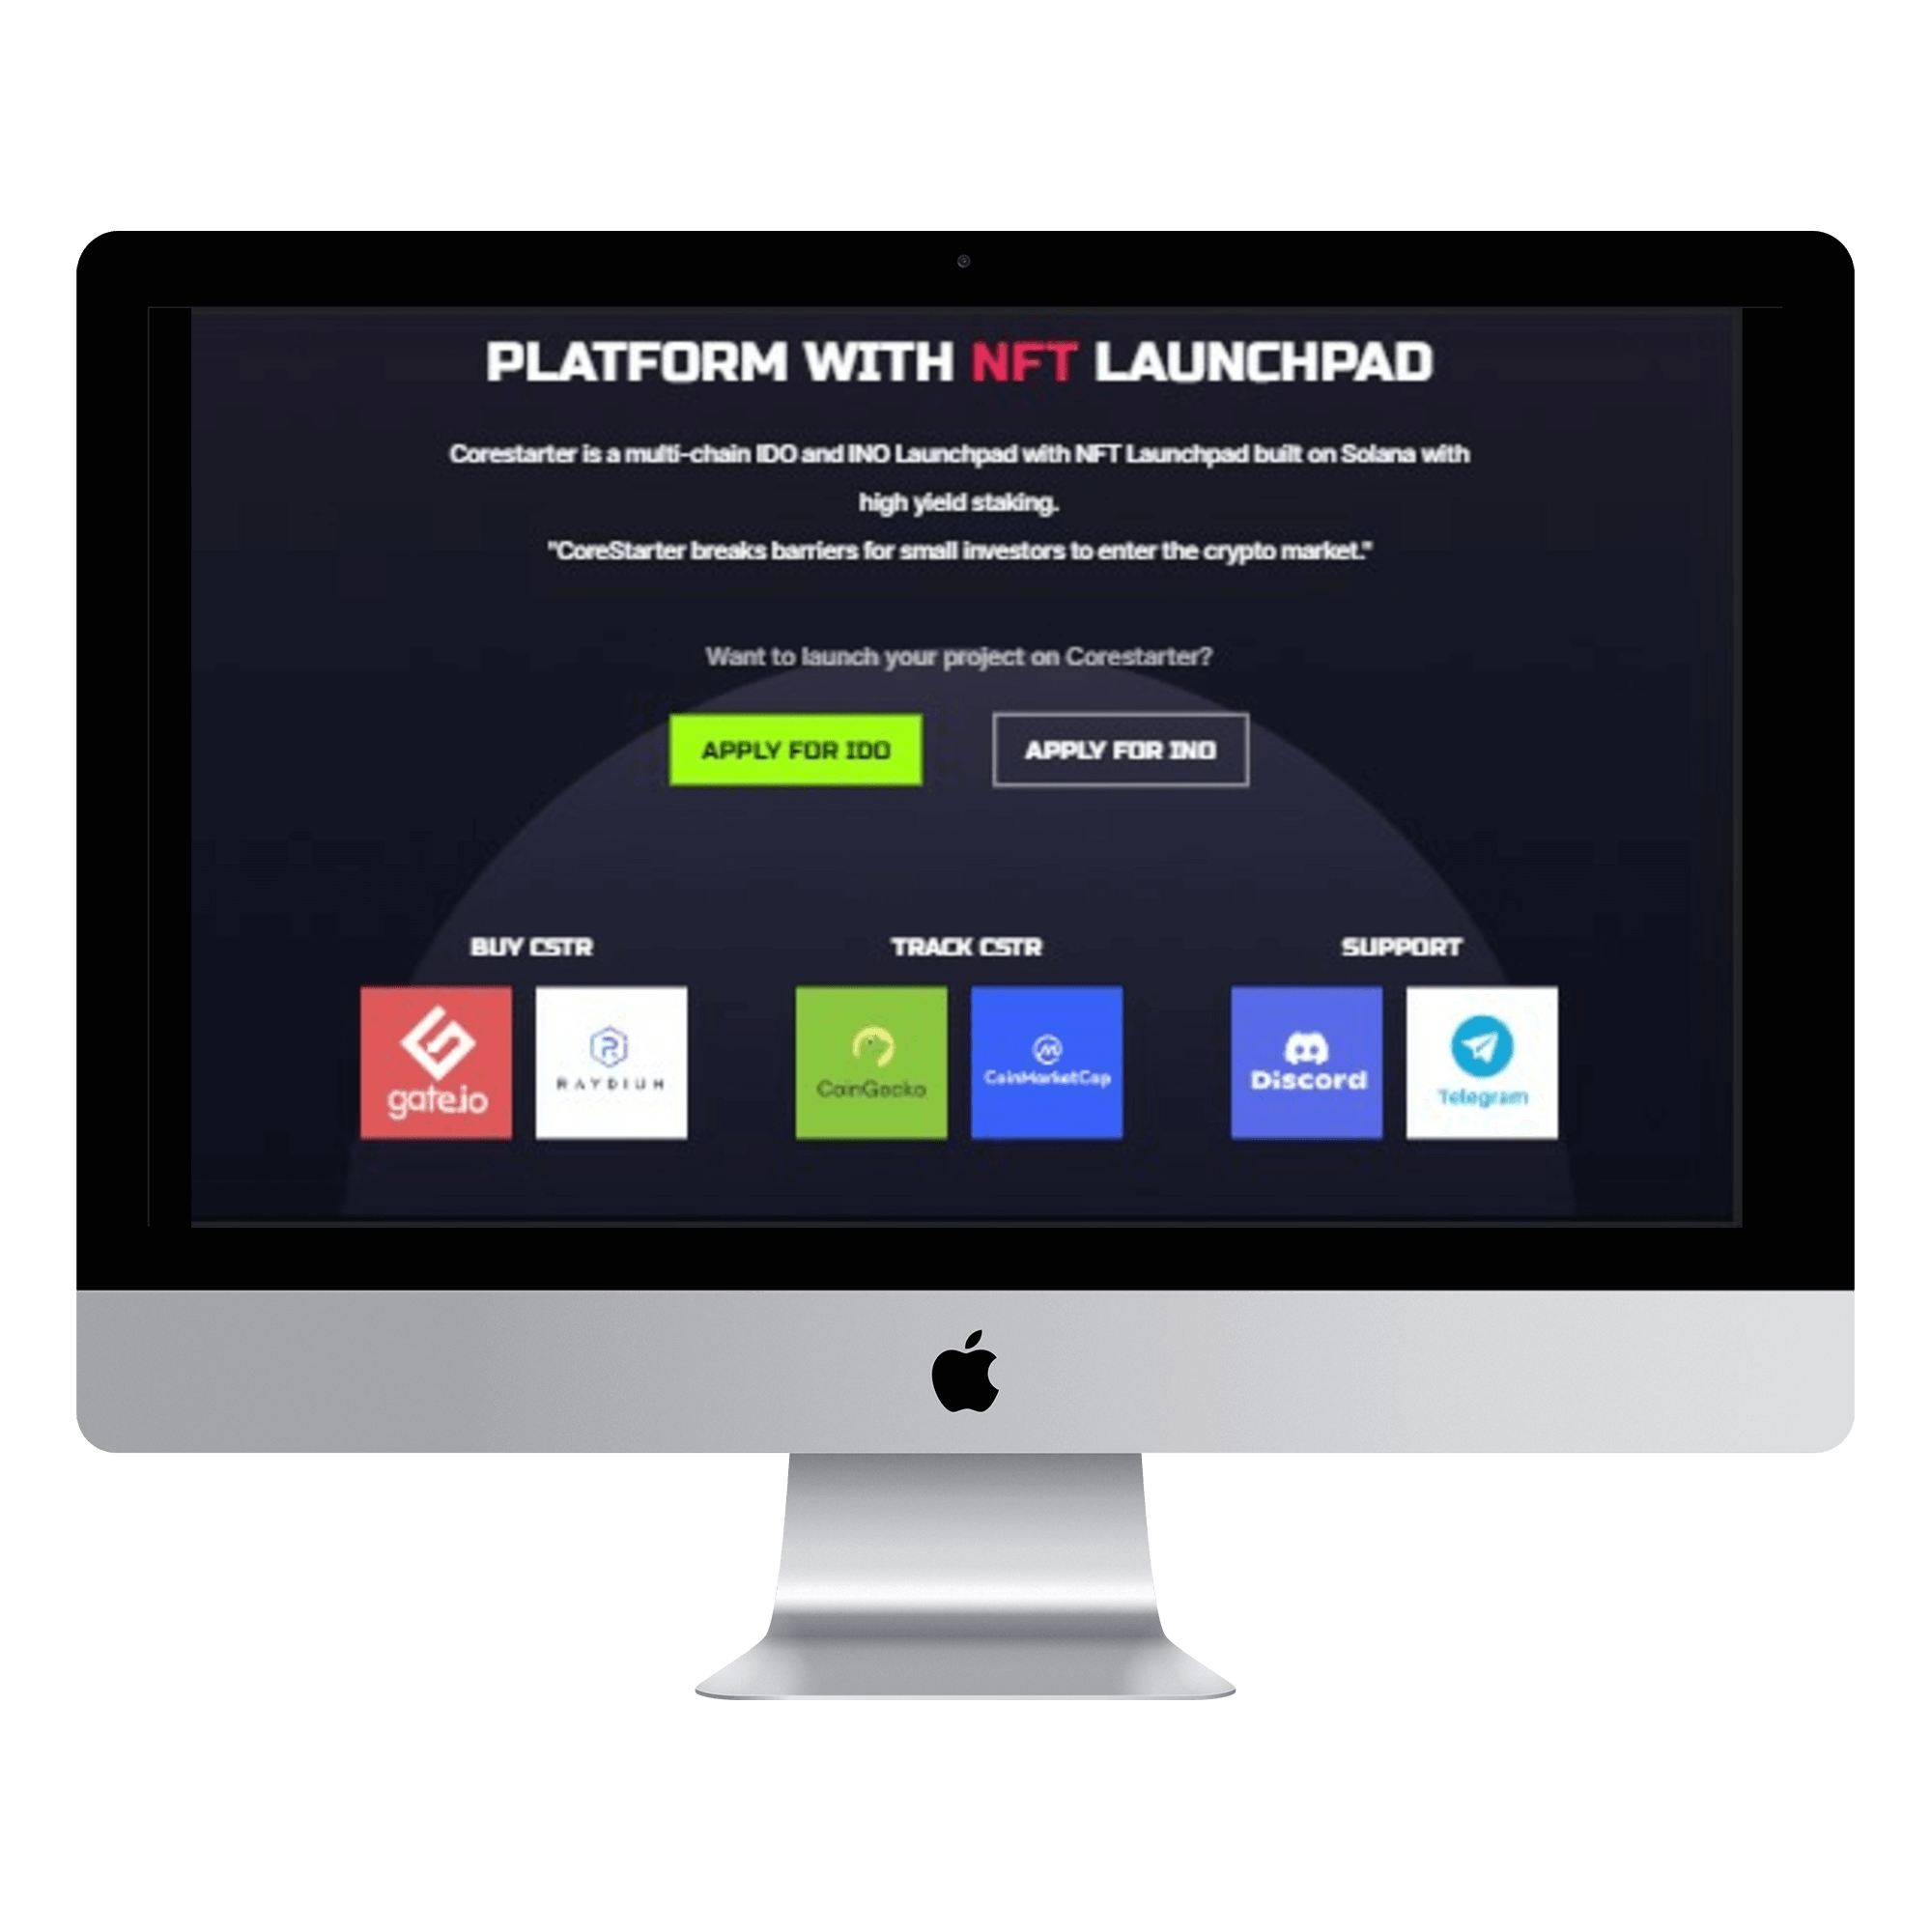 PLATFORM WITH NFT LAUNCHPAD
Corestarter is a multi-chain IDO and INO Launchpad with NFT Launchpad built on Solana with
high yield staking.
"CoreStarter breaks barriers for small investors to enter the crypto market."
Want to launch your project on Corestarter?
APPLY FOR IDO
APPLY FOR INO
BUY CSTR
TRACK CSTR
SUPPORT
gate.io
RAYDIUM
CoinGecko
CoinMarketCap
Discord
Telegram